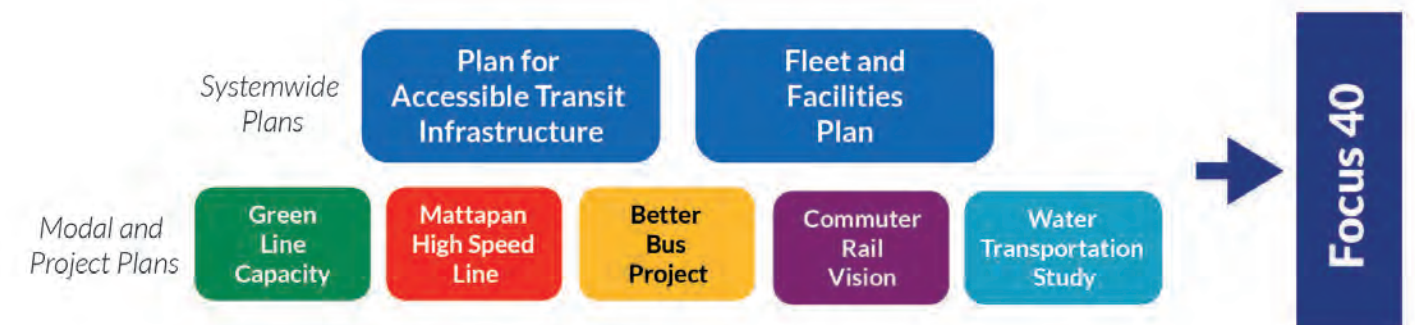 Systemwide
Plans
Plan for
Accessible Transit
Infrastructure
Fleet and
Facilities
Plan
Modal and
Project Plans
Green
Line
Capacity
Mattapan
High Speed
Line
Better
Bus
Project
Commuter
Rail
Vision
Water
Transportation
Study
Focus 40